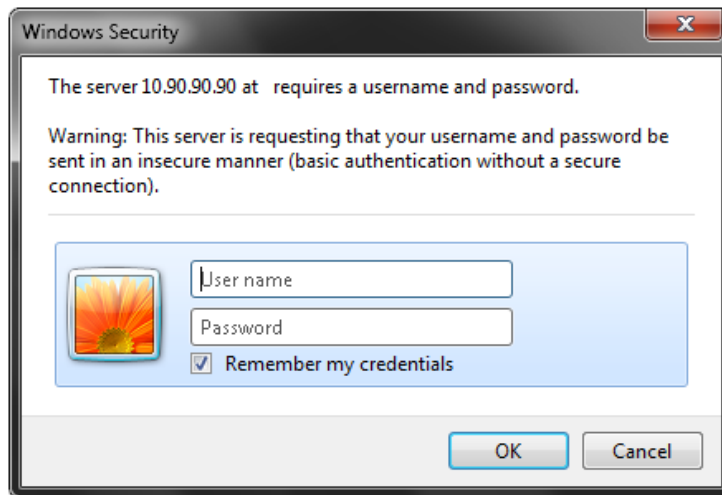 Windows Security
The server 10.90.90.90 at   requires a username and password.
Warning: This server is requesting that your username and password be
sent in an insecure manner (basic authentication without a secure
connection).
User name
Password
Remember my credentials
OK
Cancel